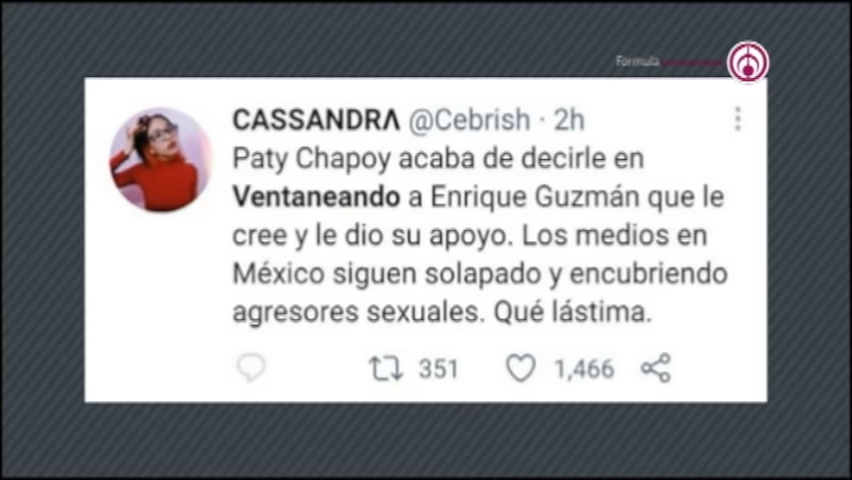 Fórmula
CASSANDRΛ @Cebrish · 2h
Paty Chapoy acaba de decirle en
Ventaneando a Enrique Guzmán que le
cree y le dio su apoyo. Los medios en
México siguen solapado y encubriendo
agresores sexuales. Qué lástima.
351 1,466